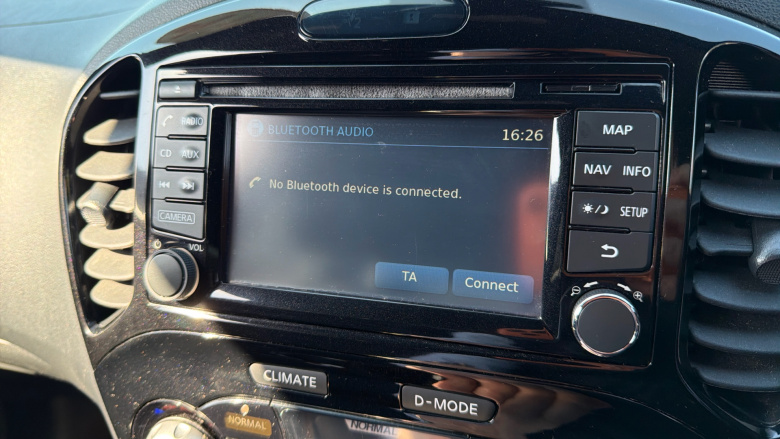 RADIO
CD AUX
CAMERA
VOL
BLUETOOTH AUDIO 16:26
No Bluetooth device is connected.
TA Connect
MAP
NAV INFO
SETUP
CLIMATE
D-MODE
NORMAL
NORMAL